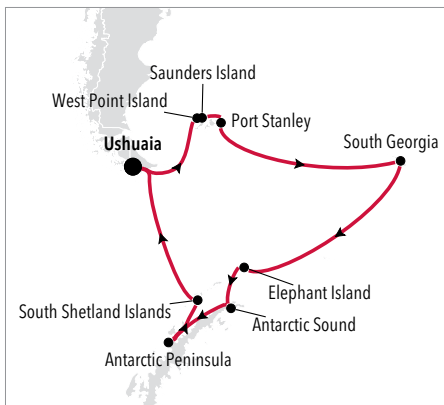 Saunders Island
West Point Island
Port Stanley
Ushuaia
South Georgia
Elephant Island
South Shetland Islands
Antarctic Sound
Antarctic Peninsula